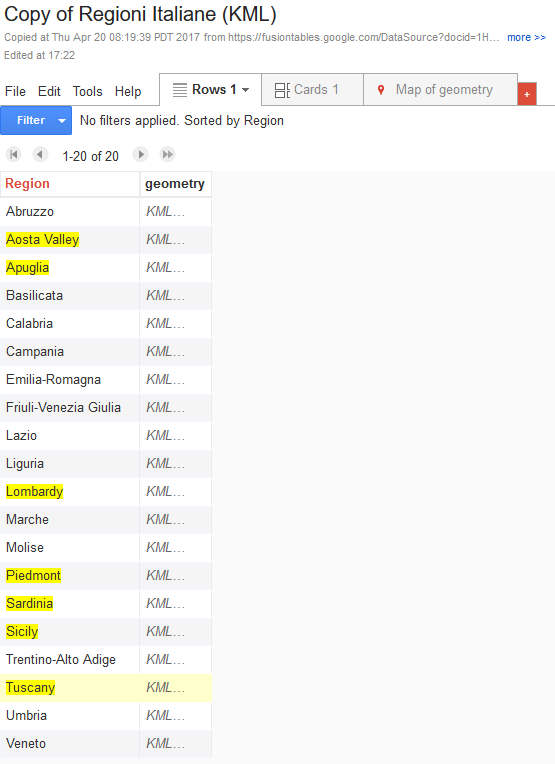 Copy of Regioni Italiane (KML)
Copied at Thu Apr 20 08:19:39 PDT 2017 from https://fusiontables.google.com/DataSource?docid=1H... more >>
Edited at 17:22
File Edit Tools Help Rows 1 Cards 1 Map of geometry +
Filter No filters applied. Sorted by Region
1-20 of 20
Region geometry
Abruzzo KML...
Aosta Valley KML...
Apuglia KML...
Basilicata KML...
Calabria KML...
Campania KML...
Emilia-Romagna KML...
Friuli-Venezia Giulia KML...
Lazio KML...
Liguria KML...
Lombardy KML...
Marche KML...
Molise KML...
Piedmont KML...
Sardinia KML...
Sicily KML...
Trentino-Alto Adige KML...
Tuscany KML...
Umbria KML...
Veneto KML...